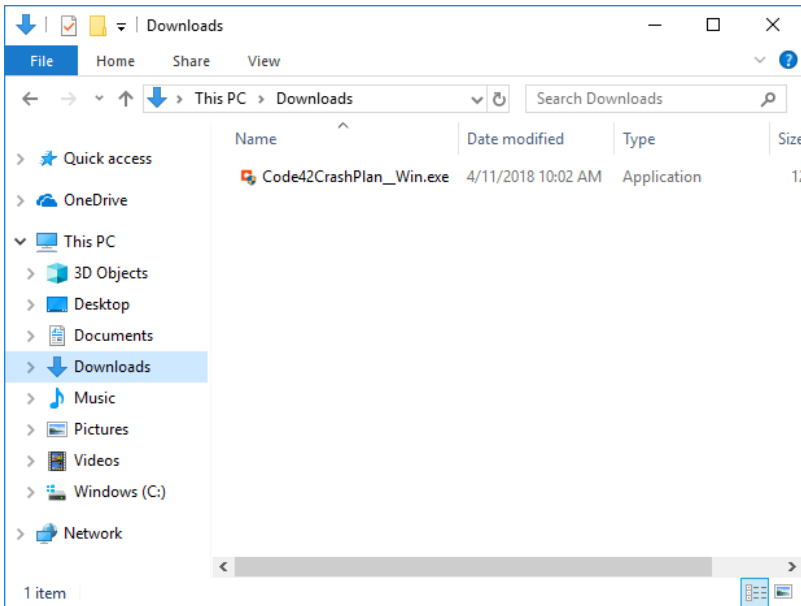 Downloads
File Home Share View
This PC > Downloads
Search Downloads
Name Date modified Type Size
Code42CrashPlan__Win.exe 4/11/2018 10:02 AM Application 12
Quick access
OneDrive
This PC
3D Objects
Desktop
Documents
Downloads
Music
Pictures
Videos
Windows (C:)
Network
1 item